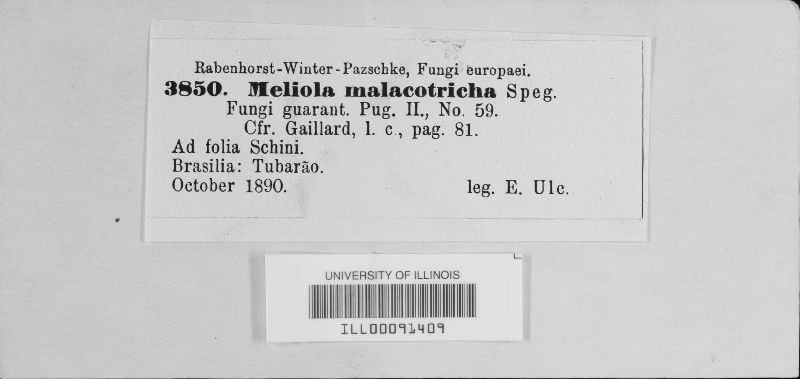 Rabenhorst-Winter-Pazschke, Fungi europaei.
3850. Meliola malacotricha Speg.
Fungi guarant. Pug. II., No. 59.
Cfr. Gaillard, l. c., pag. 81.
Ad folia Schini.
Brasilia: Tubarão.
October 1890. leg. E. Ule.
UNIVERSITY OF ILLINOIS
ILL00091409